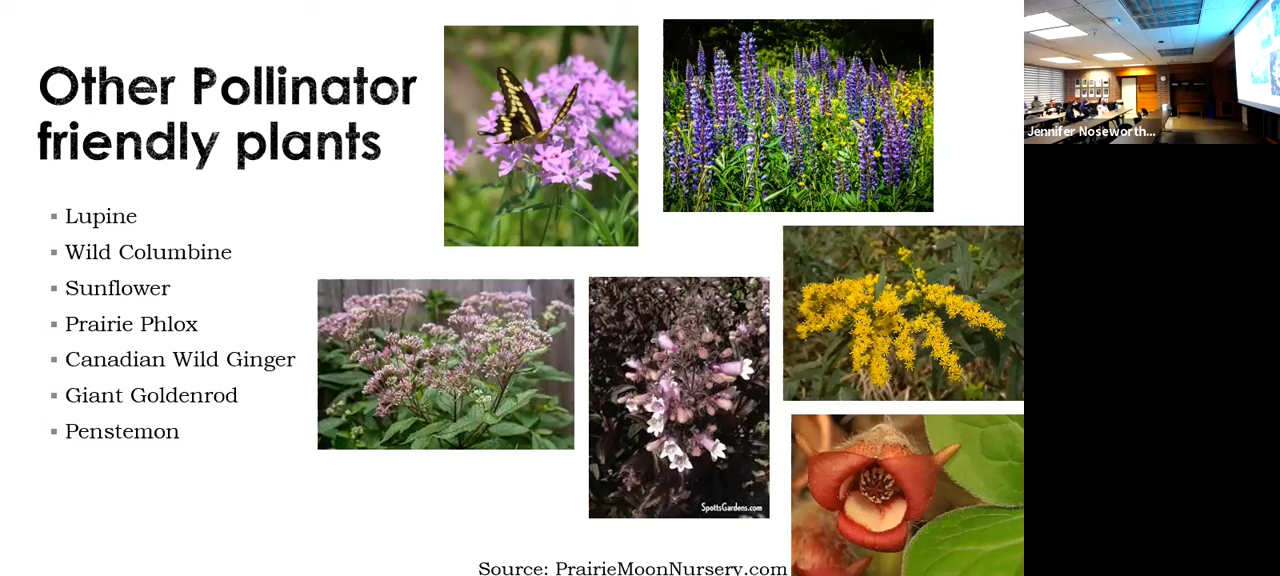 Other Pollinator
friendly plants
Lupine
Wild Columbine
Sunflower
Prairie Phlox
Canadian Wild Ginger
Giant Goldenrod
Penstemon
SpottsGardens.com
Source: PrairieMoonNursery.com
Jennifer Noseworth...